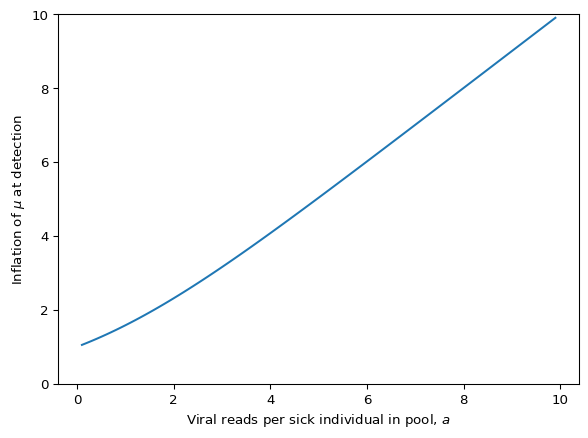 10
8
6
4
2
0
Inflation of μ at detection
0 2 4 6 8 10
Viral reads per sick individual in pool, a